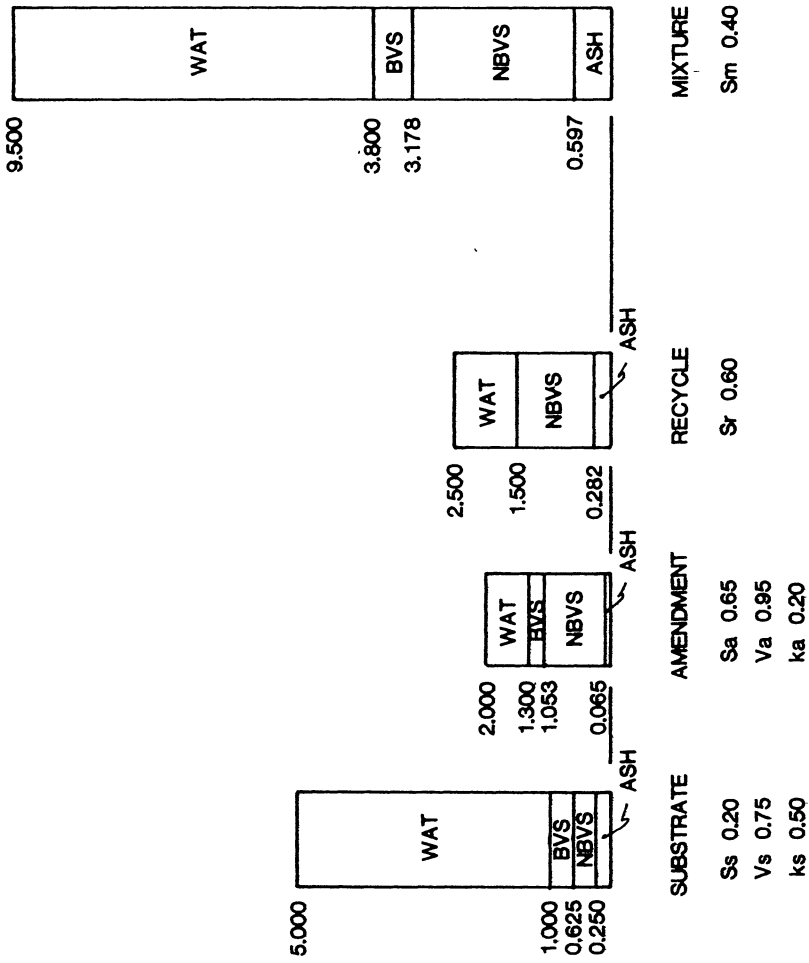 5.000
WAT
1.000
BVS
0.625
NBVS
0.250
ASH
SUBSTRATE
Ss 0.20
Vs 0.75
ks 0.50
2.000
WAT
1.300
BVS
1.053
NBVS
0.065
ASH
AMENDMENT
Sa 0.65
Va 0.95
ka 0.20
2.500
WAT
1.500
NBVS
0.282
ASH
RECYCLE
Sr 0.60
9.500
WAT
3.800
BVS
3.178
NBVS
0.597
ASH
MIXTURE
Sm 0.40